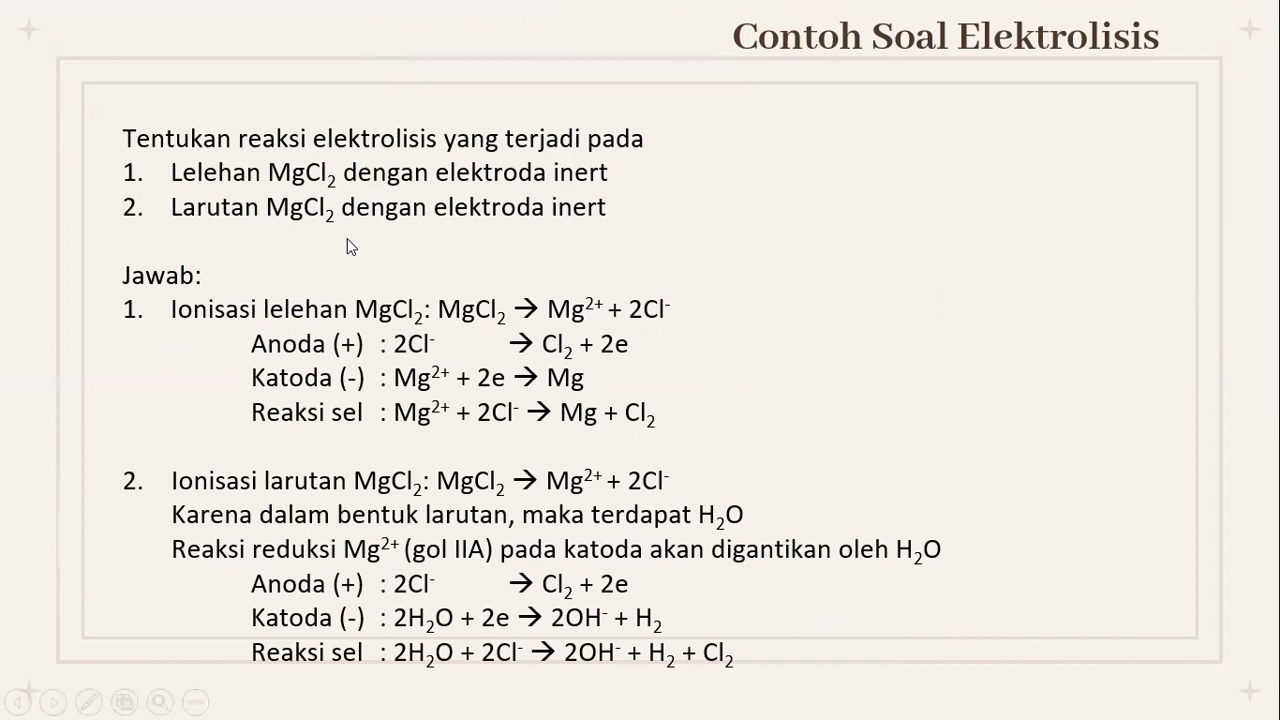 Contoh Soal Elektrolisis
Tentukan reaksi elektrolisis yang terjadi pada
1. Lelehan MgCl₂ dengan elektroda inert
2. Larutan MgCl₂ dengan elektroda inert
Jawab:
1. Ionisasi lelehan MgCl₂: MgCl₂ → Mg²⁺ + 2Cl⁻
Anoda (+) : 2Cl⁻ → Cl₂ + 2e
Katoda (-) : Mg²⁺ + 2e → Mg
Reaksi sel : Mg²⁺ + 2Cl⁻ → Mg + Cl₂
2. Ionisasi larutan MgCl₂: MgCl₂ → Mg²⁺ + 2Cl⁻
Karena dalam bentuk larutan, maka terdapat H₂O
Reaksi reduksi Mg²⁺ (gol IIA) pada katoda akan digantikan oleh H₂O
Anoda (+) : 2Cl⁻ → Cl₂ + 2e
Katoda (-) : 2H₂O + 2e → 2OH⁻ + H₂
Reaksi sel : 2H₂O + 2Cl⁻ → 2OH⁻ + H₂ + Cl₂